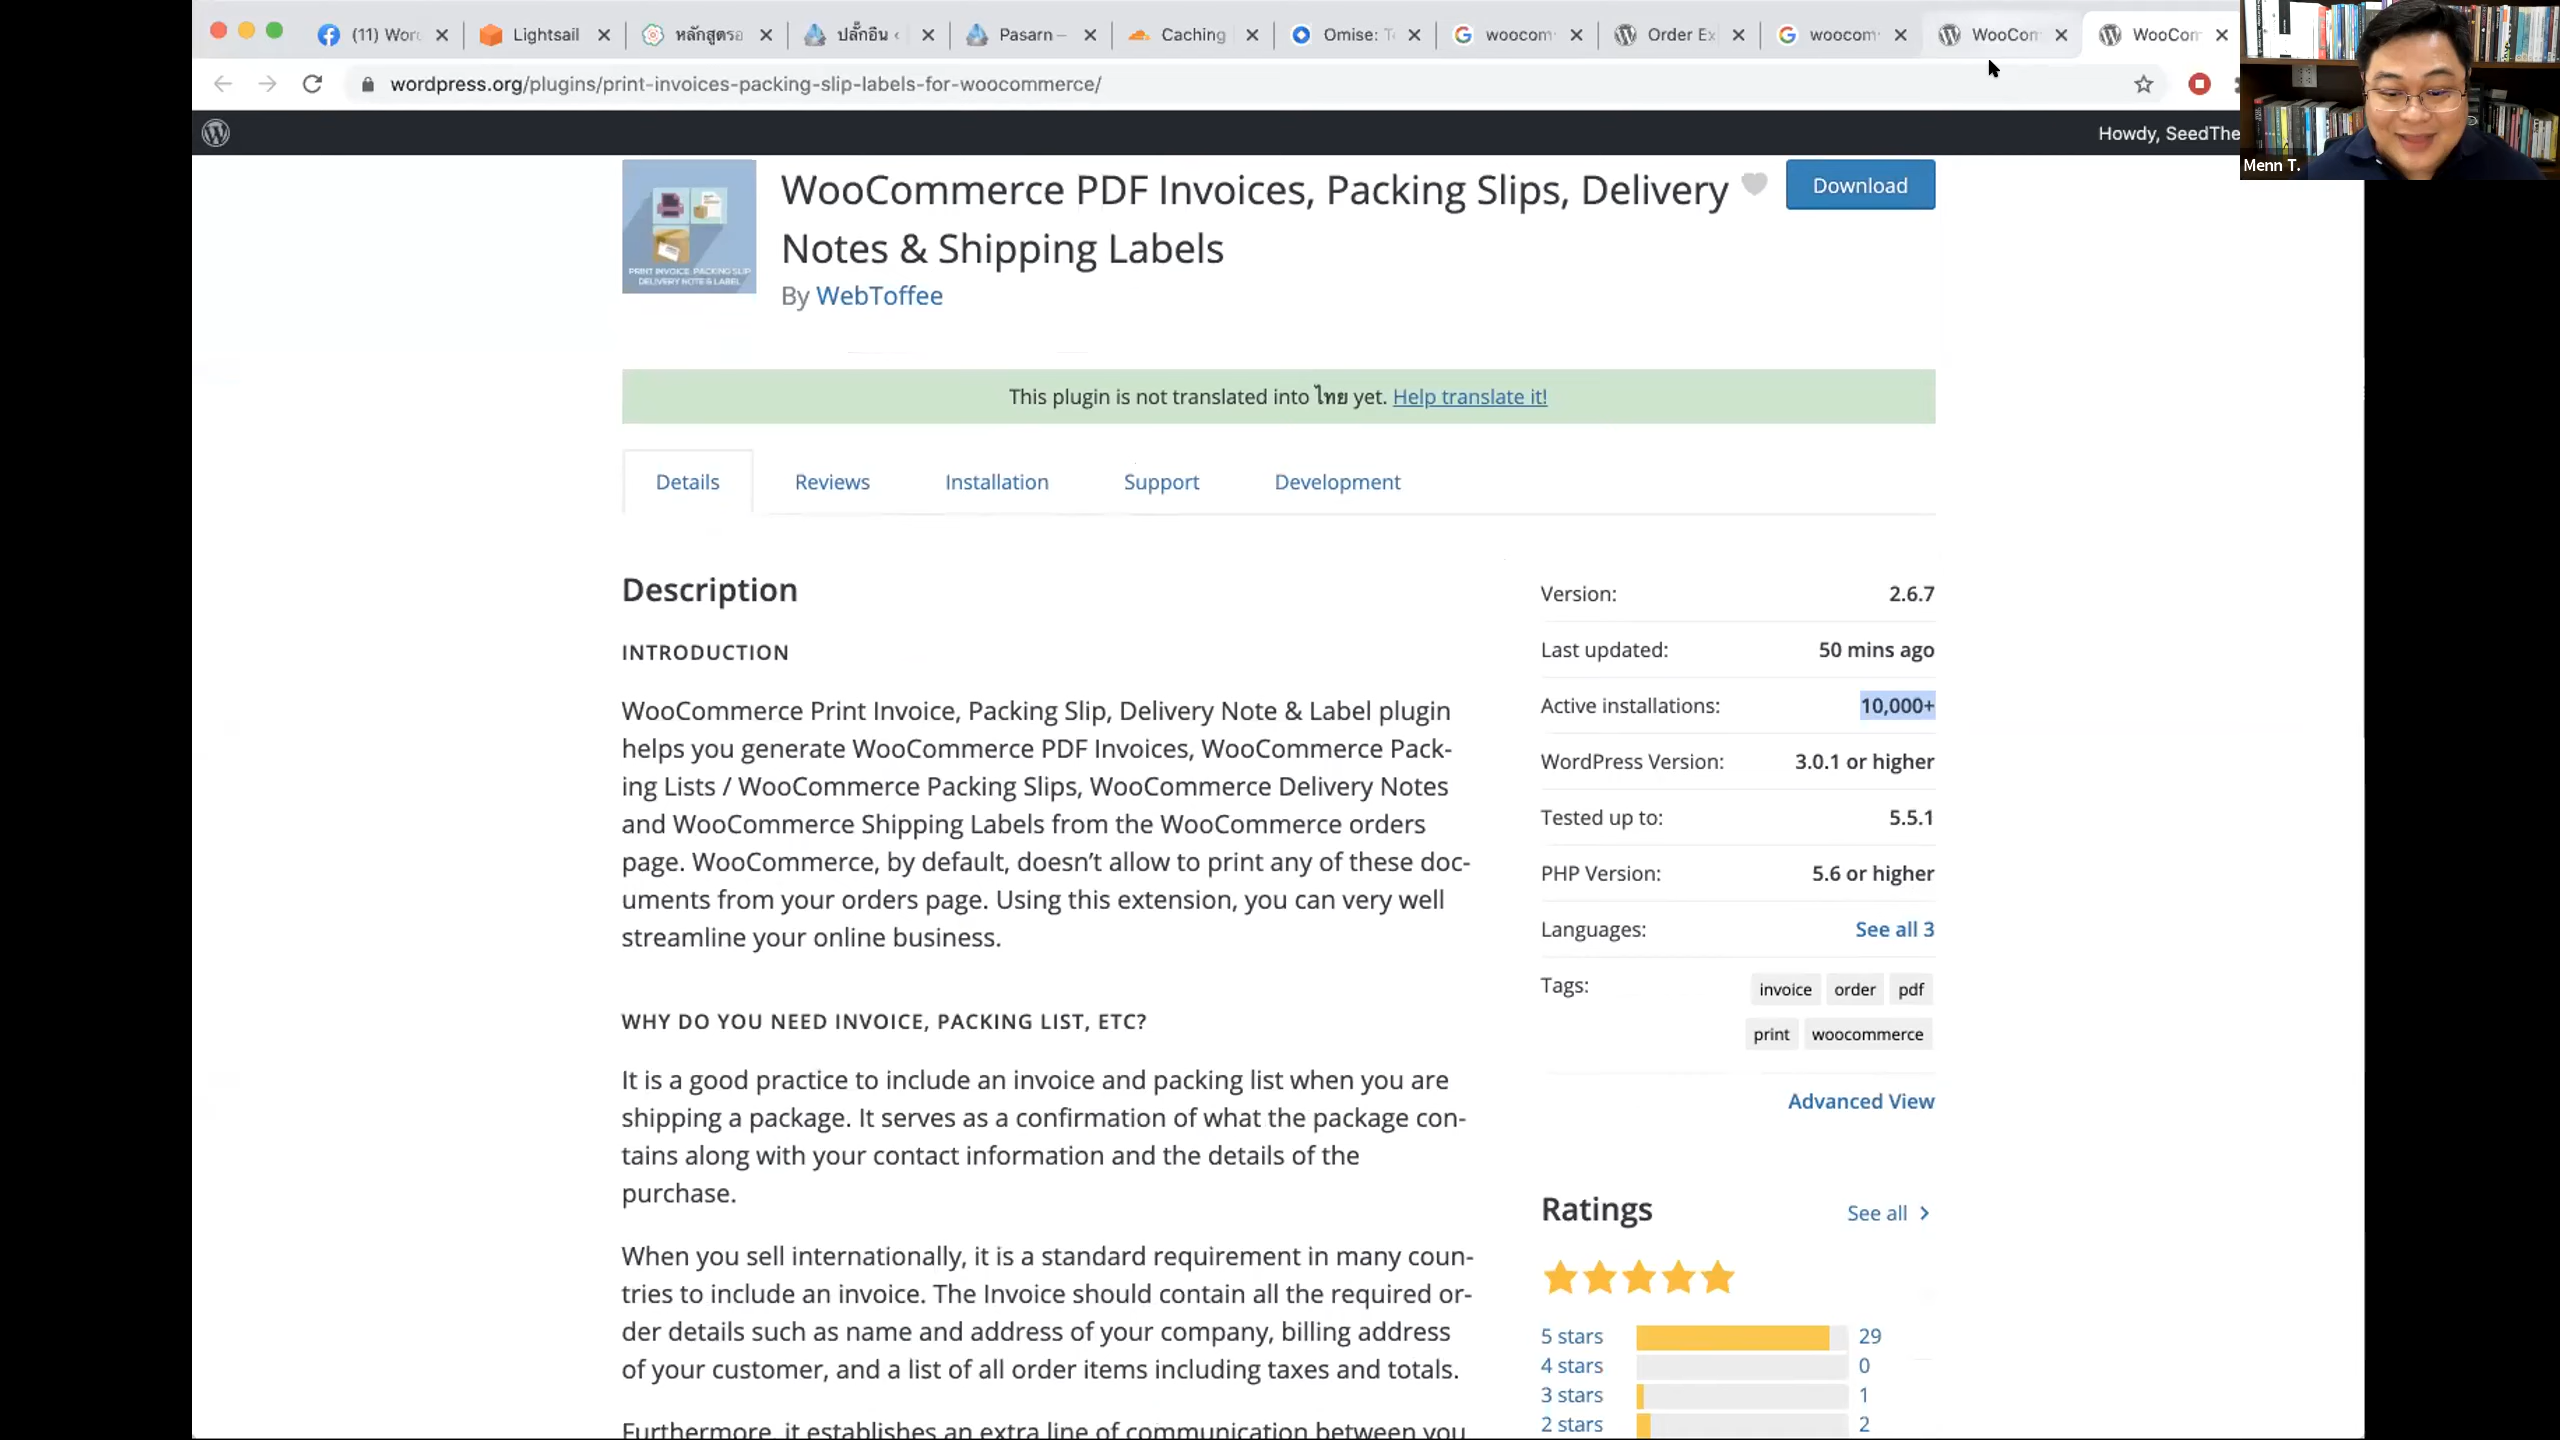 (11) Wor
Lightsail
หลักสูตรอ
ปลั๊กอิน ‹
Pasarn –
Caching
Omise: T
woocom
Order Ex
woocom
WooCom
WooCom
wordpress.org/plugins/print-invoices-packing-slip-labels-for-woocommerce/
Howdy, SeedThe
Menn T.
WooCommerce PDF Invoices, Packing Slips, Delivery
Notes & Shipping Labels
Download
PRINT INVOICE, PACKING SLIP
DELIVERY NOTE & LABEL
By WebToffee
This plugin is not translated into ไทย yet. Help translate it!
Details
Reviews
Installation
Support
Development
Description
INTRODUCTION
WooCommerce Print Invoice, Packing Slip, Delivery Note & Label plugin
helps you generate WooCommerce PDF Invoices, WooCommerce Pack-
ing Lists / WooCommerce Packing Slips, WooCommerce Delivery Notes
and WooCommerce Shipping Labels from the WooCommerce orders
page. WooCommerce, by default, doesn’t allow to print any of these doc-
uments from your orders page. Using this extension, you can very well
streamline your online business.
WHY DO YOU NEED INVOICE, PACKING LIST, ETC?
It is a good practice to include an invoice and packing list when you are
shipping a package. It serves as a confirmation of what the package con-
tains along with your contact information and the details of the
purchase.
When you sell internationally, it is a standard requirement in many coun-
tries to include an invoice. The Invoice should contain all the required or-
der details such as name and address of your company, billing address
of your customer, and a list of all order items including taxes and totals.
Furthermore, it establishes an extra line of communication between you
Version: 2.6.7
Last updated: 50 mins ago
Active installations: 10,000+
WordPress Version: 3.0.1 or higher
Tested up to: 5.5.1
PHP Version: 5.6 or higher
Languages: See all 3
Tags: invoice order pdf
print woocommerce
Advanced View
Ratings See all
5 stars 29
4 stars 0
3 stars 1
2 stars 2